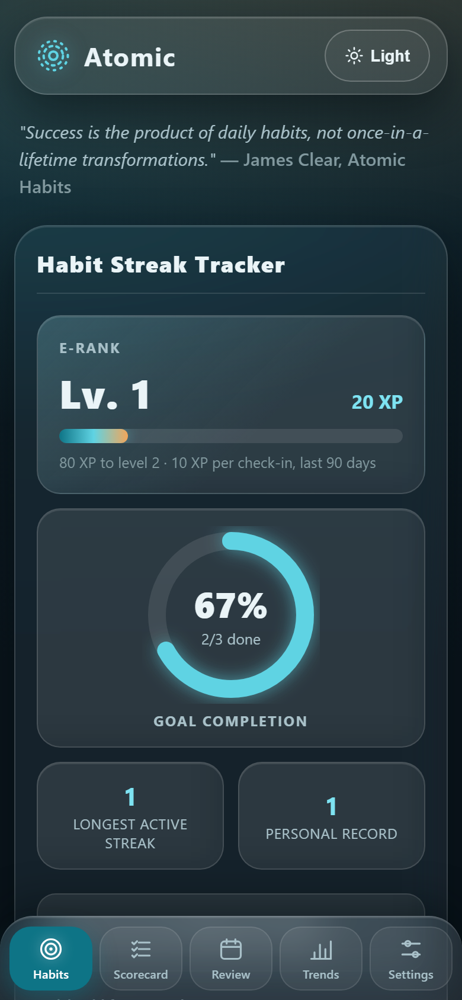 Atomic
Light
"Success is the product of daily habits, not once-in-a-
lifetime transformations." — James Clear, Atomic
Habits
Habit Streak Tracker
E-RANK
Lv. 1
20 XP
80 XP to level 2 · 10 XP per check-in, last 90 days
67%
2/3 done
GOAL COMPLETION
1
LONGEST ACTIVE
STREAK
1
PERSONAL RECORD
Habits
Scorecard
Review
Trends
Settings